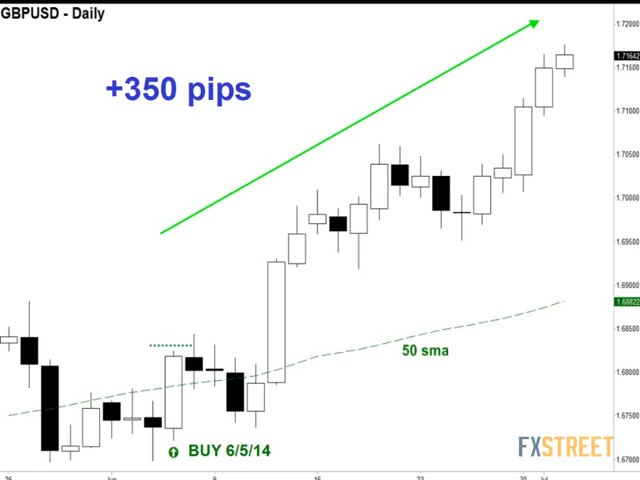 GBPUSD - Daily
1.72000
1.71642
1.71500
+350 pips
1.71000
1.70500
1.70000
1.69500
1.69000
1.68822
1.68500
50 sma
1.68000
1.67500
BUY 6/5/14
FXSTREET
1.67000
26
Jun
9
16
23
30
Jul